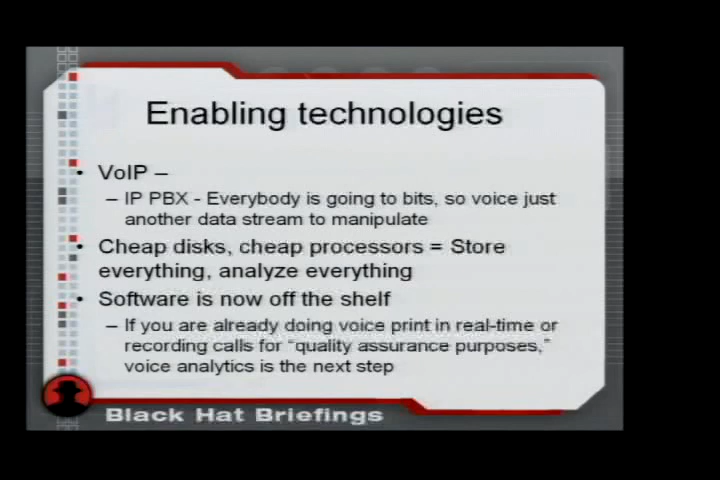 Enabling technologies
• VoIP –
– IP PBX - Everybody is going to bits, so voice just
another data stream to manipulate
• Cheap disks, cheap processors = Store
everything, analyze everything
• Software is now off the shelf
– If you are already doing voice print in real-time or
recording calls for "quality assurance purposes,"
voice analytics is the next step
Black Hat Briefings